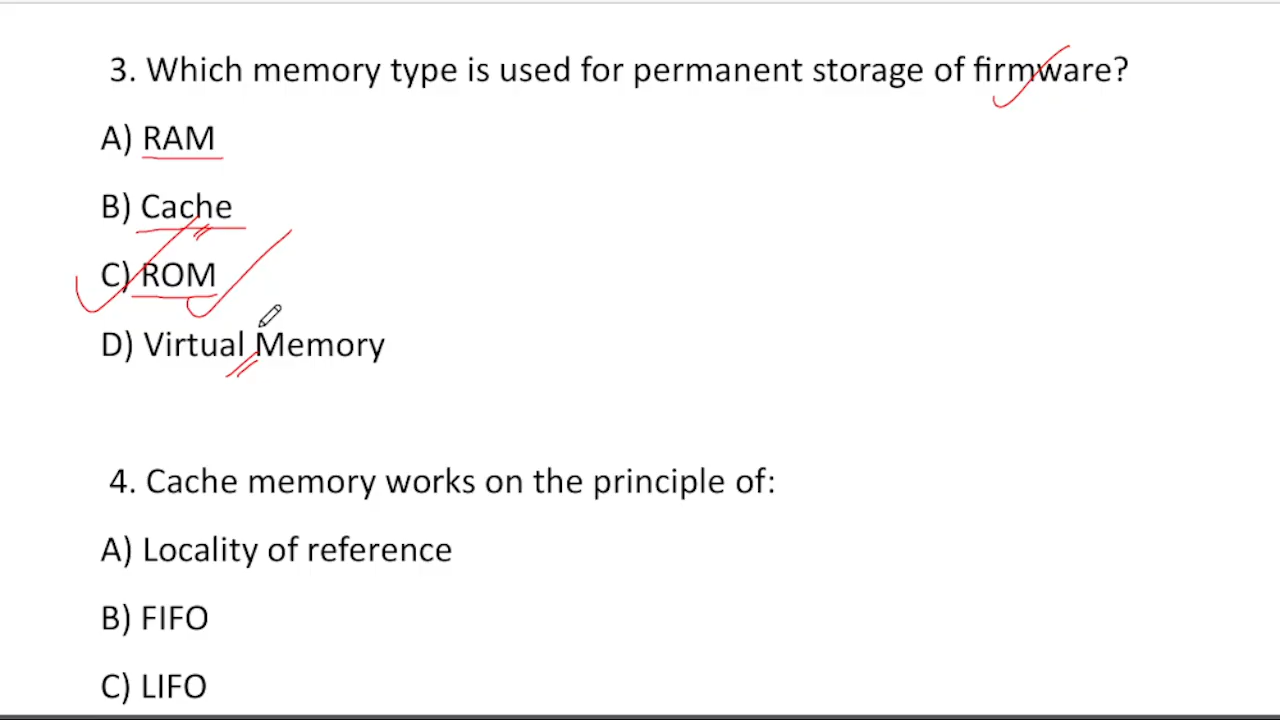 3. Which memory type is used for permanent storage of firmware?
A) RAM
B) Cache
C) ROM
D) Virtual Memory
4. Cache memory works on the principle of:
A) Locality of reference
B) FIFO
C) LIFO